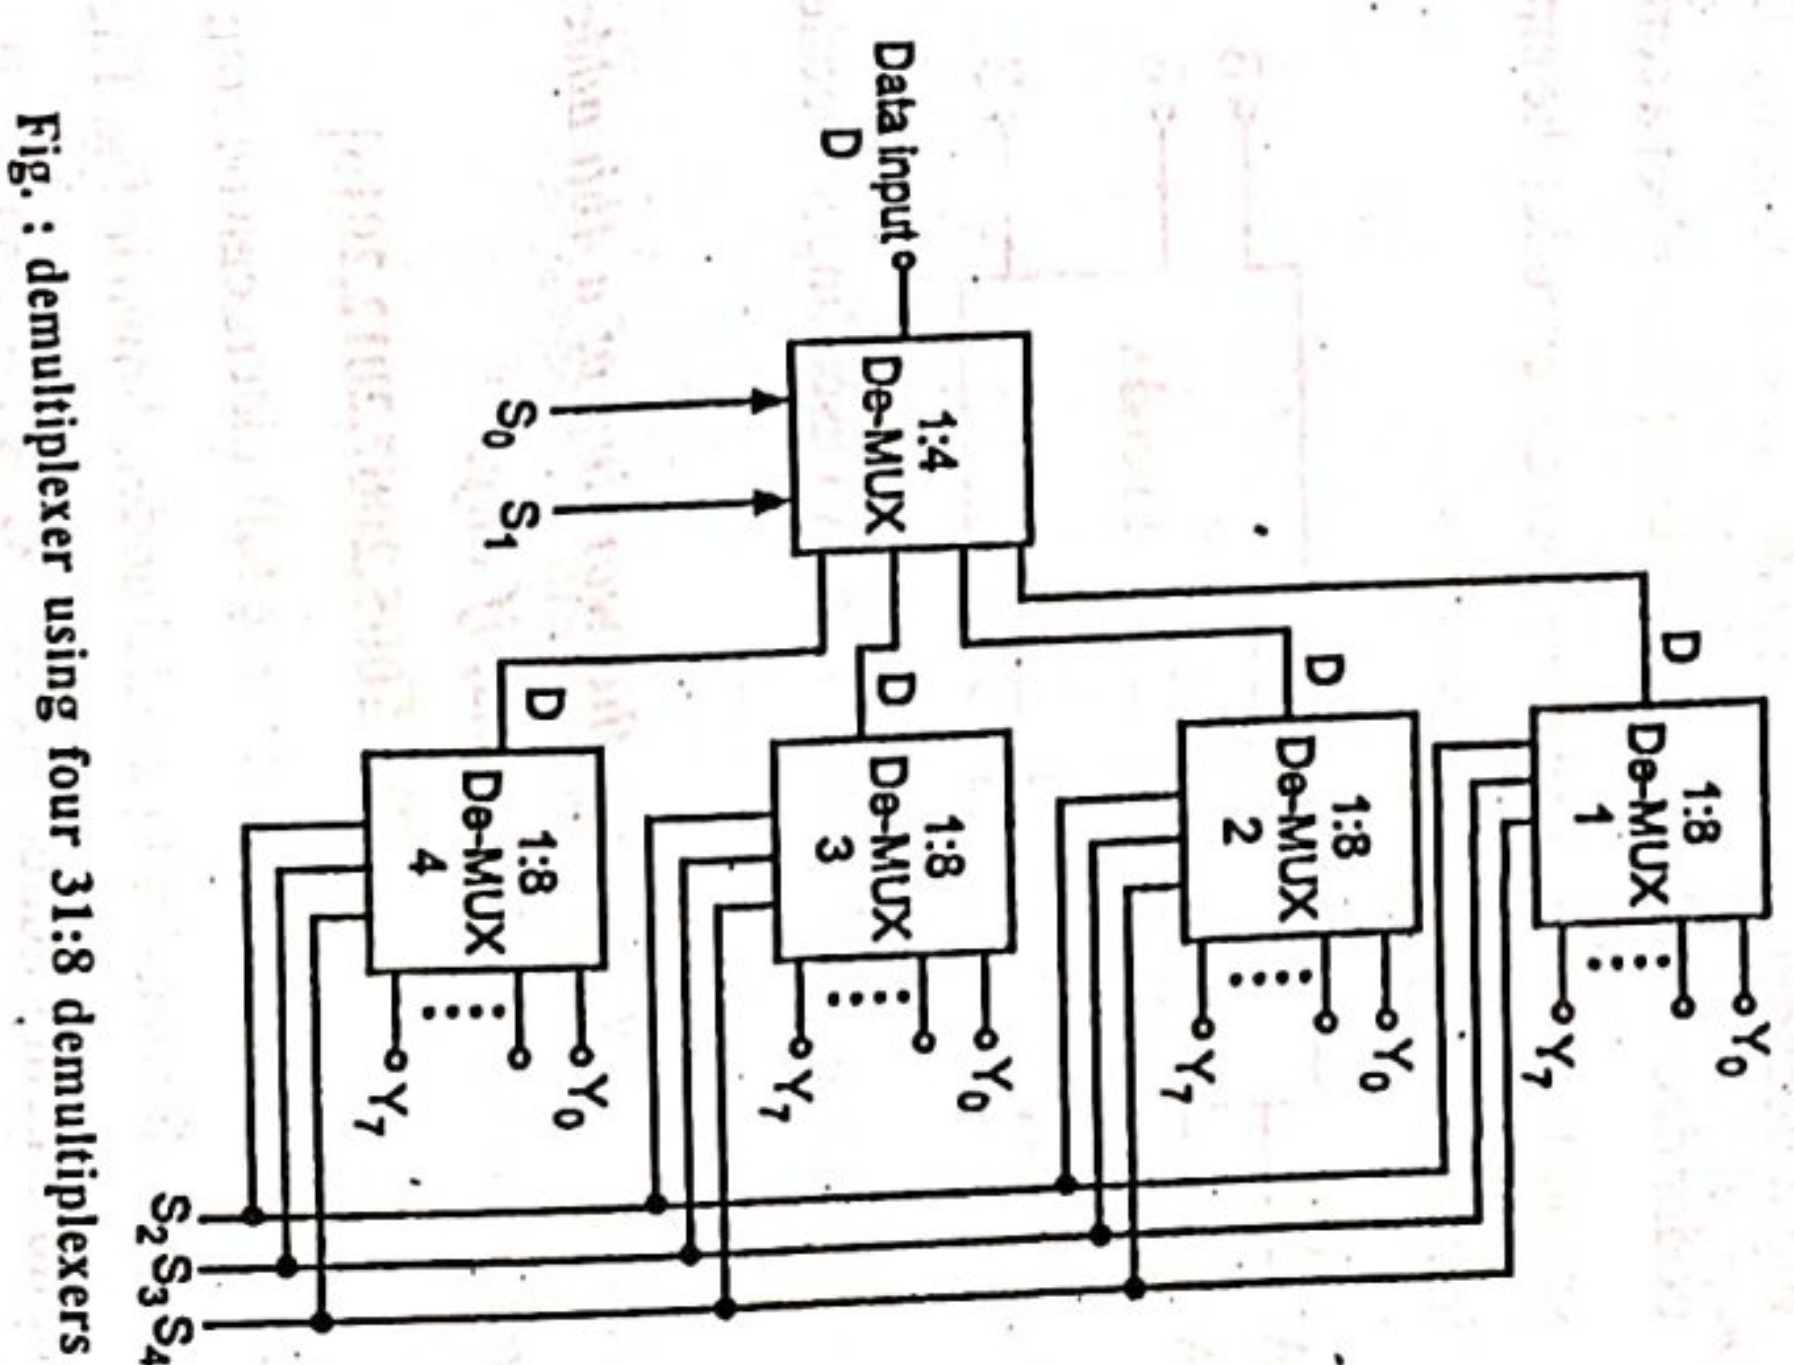 D
1:8
De-MUX
1
Y0
Y7
D
1:8
De-MUX
2
Y0
Y7
Data input
D
1:4
De-MUX
S0
S1
D
1:8
De-MUX
3
Y0
Y7
D
1:8
De-MUX
4
Y0
Y7
S2
S3
S4
Fig. : demultiplexer using four 31:8 demultiplexers